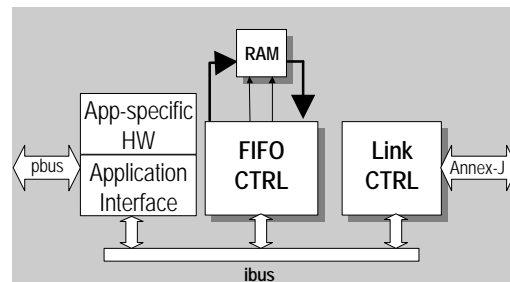 RAM
App-specific
HW
Application
Interface
FIFO
CTRL
Link
CTRL
pbus
Annex-J
ibus